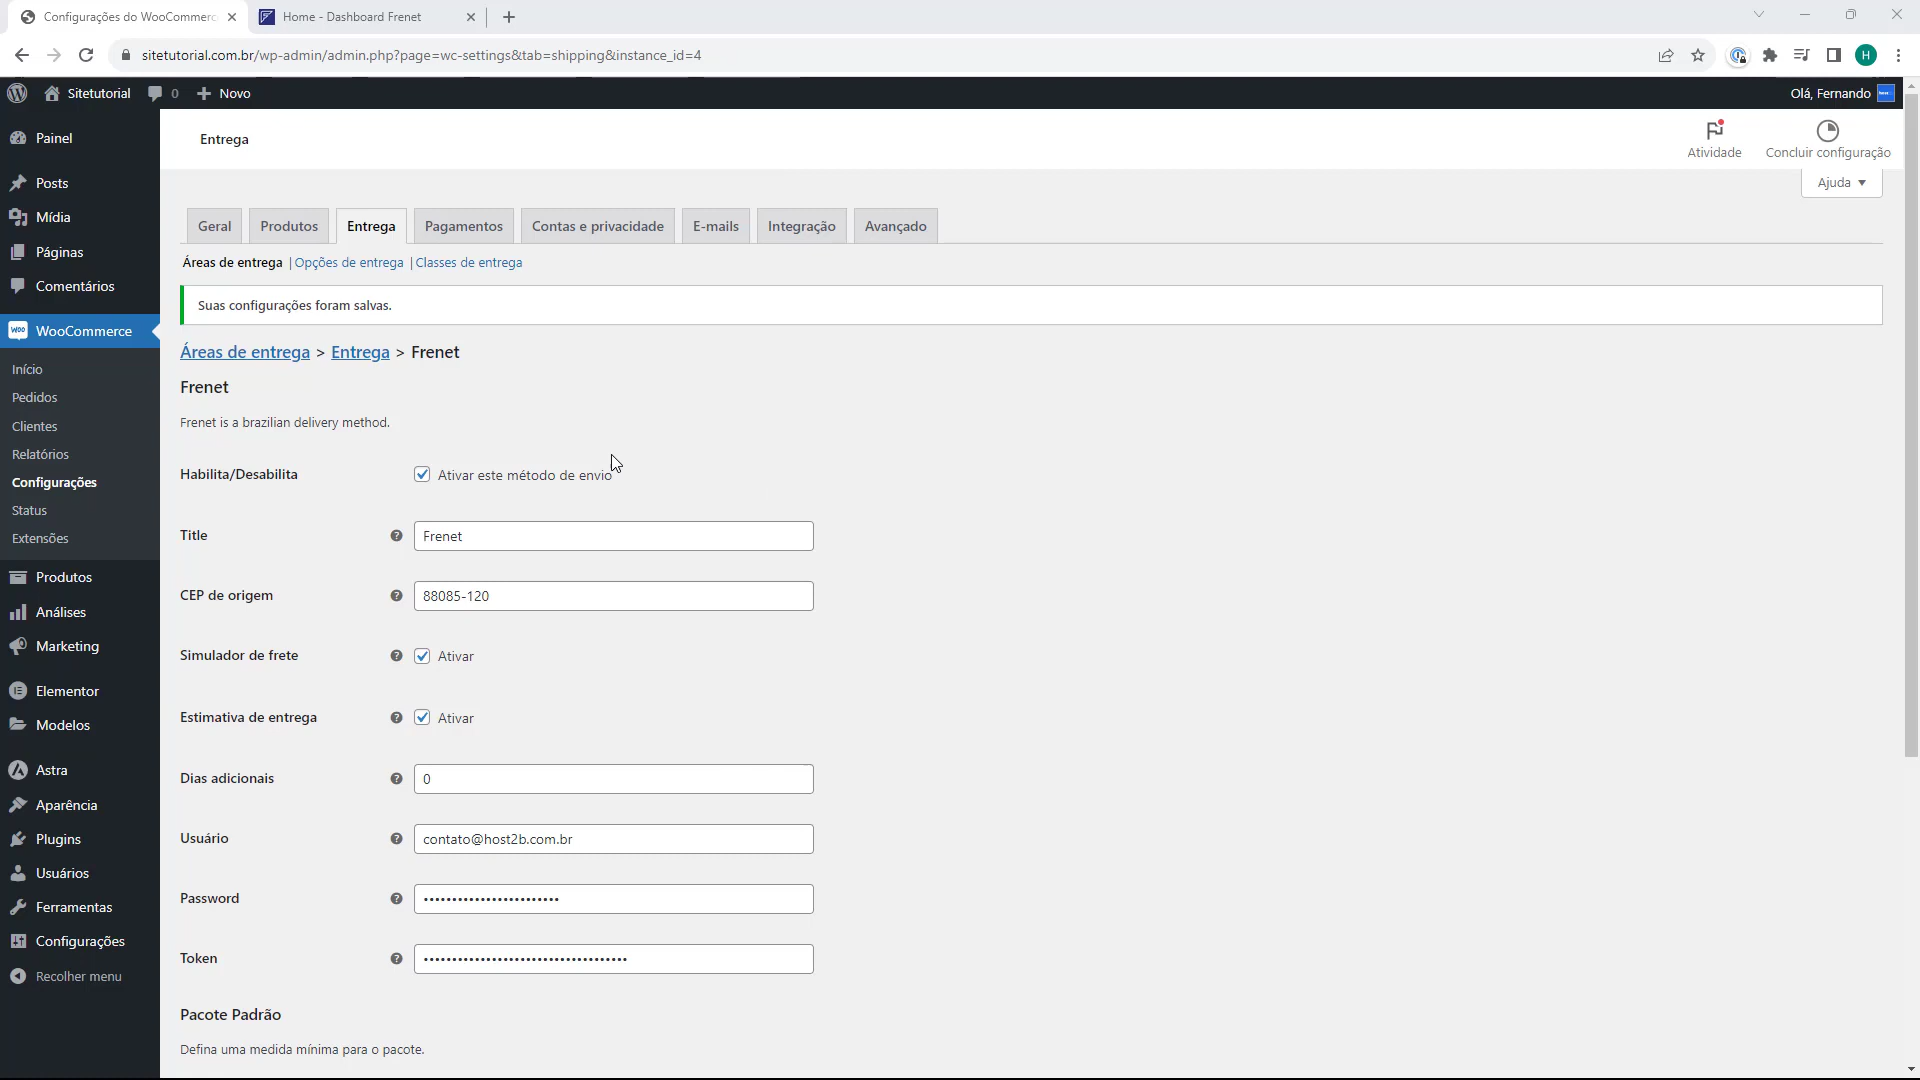 Configurações do WooCommerc
Home - Dashboard Frenet
sitetutorial.com.br/wp-admin/admin.php?page=wc-settings&tab=shipping&instance_id=4
H
Sitetutorial
0
Novo
Olá, Fernando
Painel
Posts
Mídia
Páginas
Comentários
Woo
WooCommerce
Início
Pedidos
Clientes
Relatórios
Configurações
Status
Extensões
Produtos
Análises
Marketing
Elementor
Modelos
Astra
Aparência
Plugins
Usuários
Ferramentas
Configurações
Recolher menu
Entrega
Atividade
Concluir configuração
Ajuda
Geral
Produtos
Entrega
Pagamentos
Contas e privacidade
E-mails
Integração
Avançado
Áreas de entrega | Opções de entrega | Classes de entrega
Suas configurações foram salvas.
Áreas de entrega > Entrega > Frenet
Frenet
Frenet is a brazilian delivery method.
Habilita/Desabilita
Ativar este método de envio
Title
Frenet
CEP de origem
88085-120
Simulador de frete
Ativar
Estimativa de entrega
Ativar
Dias adicionais
0
Usuário
contato@host2b.com.br
Password
Token
Pacote Padrão
Defina uma medida mínima para o pacote.